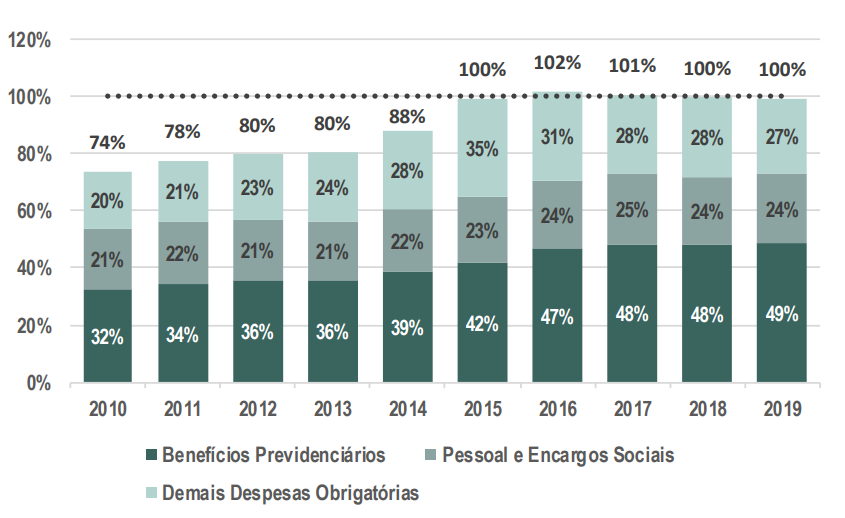 120%
100%
80%
60%
40%
20%
0%
74% 78% 80% 80% 88% 100% 102% 101% 100% 100%
20% 21% 23% 24% 28% 35% 31% 28% 28% 27%
21% 22% 21% 21% 22% 23% 24% 25% 24% 24%
32% 34% 36% 36% 39% 42% 47% 48% 48% 49%
2010 2011 2012 2013 2014 2015 2016 2017 2018 2019
Benefícios Previdenciários Pessoal e Encargos Sociais
Demais Despesas Obrigatórias